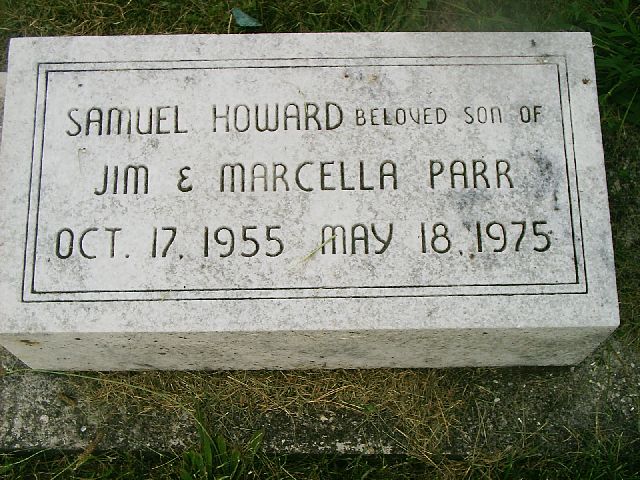 SAMUEL HOWARD BELOVED SON OF
JIM & MARCELLA PARR
OCT. 17, 1955 MAY 18, 1975